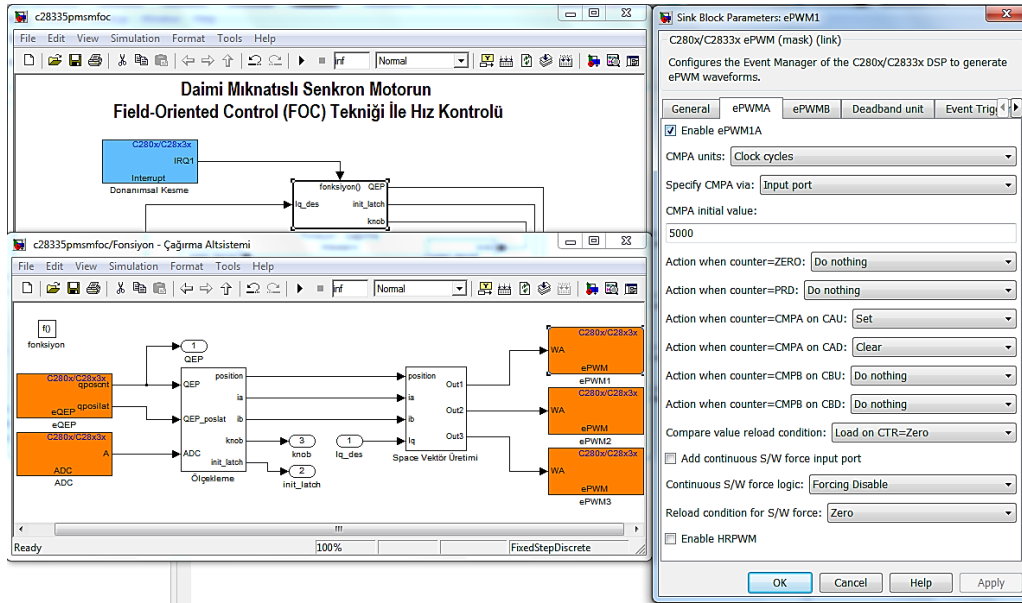 c28335pmsmfoc
File Edit View Simulation Format Tools Help
inf Normal
Daimi Mıknatıslı Senkron Motorun
Field-Oriented Control (FOC) Tekniği İle Hız Kontrolü
C280x/C28x3x
IRQ1
Interrupt
Donanımsal Kesme
fonksiyon() QEP
Iq_des init_latch
knob
c28335pmsmfoc/Fonsiyon - Çağırma Altsistemi
File Edit View Simulation Format Tools Help
inf Normal
f()
fonksiyon
1
QEP
C280x/C28x3x
qposcnt
qposilat
eQEP
eQEP
C280x/C28x3x
A
ADC
ADC
QEP position
ia
QEP_poslat ib
knob
ADC
init_latch
Ölçekleme
3
knob
2
init_latch
1
Iq_des
position
ia Out1
ib Out2
Iq Out3
Space Vektör Üretimi
C280x/C28x3x
WA
ePWM
ePWM1
C280x/C28x3x
WA
ePWM
ePWM2
C280x/C28x3x
WA
ePWM
ePWM3
Ready 100% FixedStepDiscrete
Sink Block Parameters: ePWM1
C280x/C2833x ePWM (mask) (link)
Configures the Event Manager of the C280x/C2833x DSP to generate
ePWM waveforms.
General ePWMA ePWMB Deadband unit Event Trig
Enable ePWM1A
CMPA units: Clock cycles
Specify CMPA via: Input port
CMPA initial value:
5000
Action when counter=ZERO: Do nothing
Action when counter=PRD: Do nothing
Action when counter=CMPA on CAU: Set
Action when counter=CMPA on CAD: Clear
Action when counter=CMPB on CBU: Do nothing
Action when counter=CMPB on CBD: Do nothing
Compare value reload condition: Load on CTR=Zero
Add continuous S/W force input port
Continuous S/W force logic: Forcing Disable
Reload condition for S/W force: Zero
Enable HRPWM
OK Cancel Help Apply